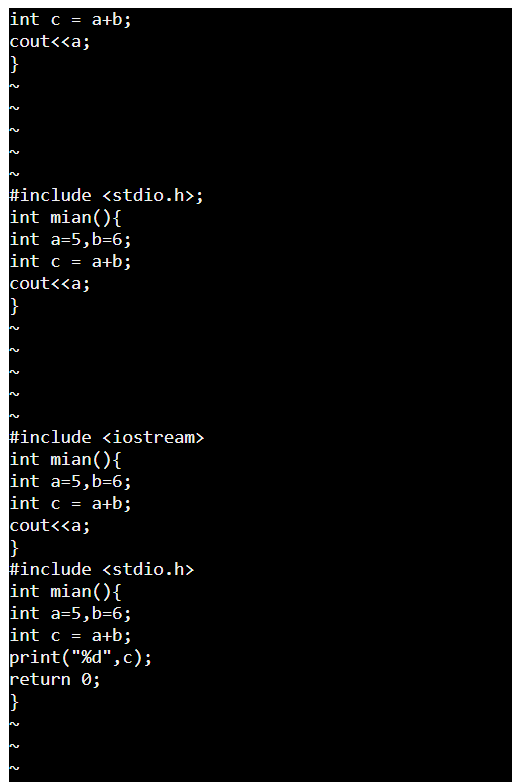 int c = a+b;
cout<<a;
}
~
~
~
~
~
#include <stdio.h>;
int mian(){
int a=5,b=6;
int c = a+b;
cout<<a;
}
~
~
~
~
~
#include <iostream>
int mian(){
int a=5,b=6;
int c = a+b;
cout<<a;
}
#include <stdio.h>
int mian(){
int a=5,b=6;
int c = a+b;
print("%d",c);
return 0;
}
~
~
~